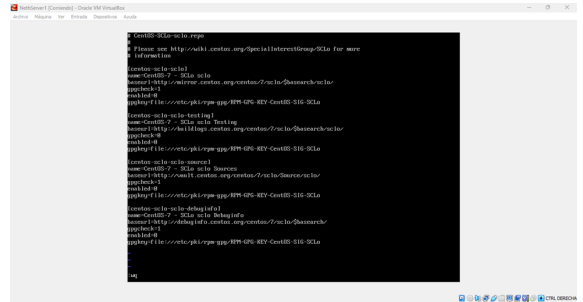 NethServer1 [Corriendo] - Oracle VM VirtualBox
Archivo Máquina Ver Entrada Dispositivos Ayuda
# CentOS-SCLo-sclo.repo
#
# Please see http://wiki.centos.org/SpecialInterestGroup/SCLo for more
# information

[centos-sclo-sclo]
name=CentOS-7 - SCLo sclo
baseurl=http://mirror.centos.org/centos/7/sclo/$basearch/sclo/
gpgcheck=1
enabled=0
gpgkey=file:///etc/pki/rpm-gpg/RPM-GPG-KEY-CentOS-SIG-SCLo

[centos-sclo-sclo-testing]
name=CentOS-7 - SCLo sclo Testing
baseurl=http://buildlogs.centos.org/centos/7/sclo/$basearch/sclo/
gpgcheck=0
enabled=0
gpgkey=file:///etc/pki/rpm-gpg/RPM-GPG-KEY-CentOS-SIG-SCLo

[centos-sclo-sclo-source]
name=CentOS-7 - SCLo sclo Sources
baseurl=http://vault.centos.org/centos/7/sclo/Source/sclo/
gpgcheck=1
enabled=0
gpgkey=file:///etc/pki/rpm-gpg/RPM-GPG-KEY-CentOS-SIG-SCLo

[centos-sclo-sclo-debuginfo]
name=CentOS-7 - SCLo sclo Debuginfo
baseurl=http://debuginfo.centos.org/centos/7/sclo/$basearch/
gpgcheck=1
enabled=0
gpgkey=file:///etc/pki/rpm-gpg/RPM-GPG-KEY-CentOS-SIG-SCLo
~
~
~
:wq
CTRL DERECHA